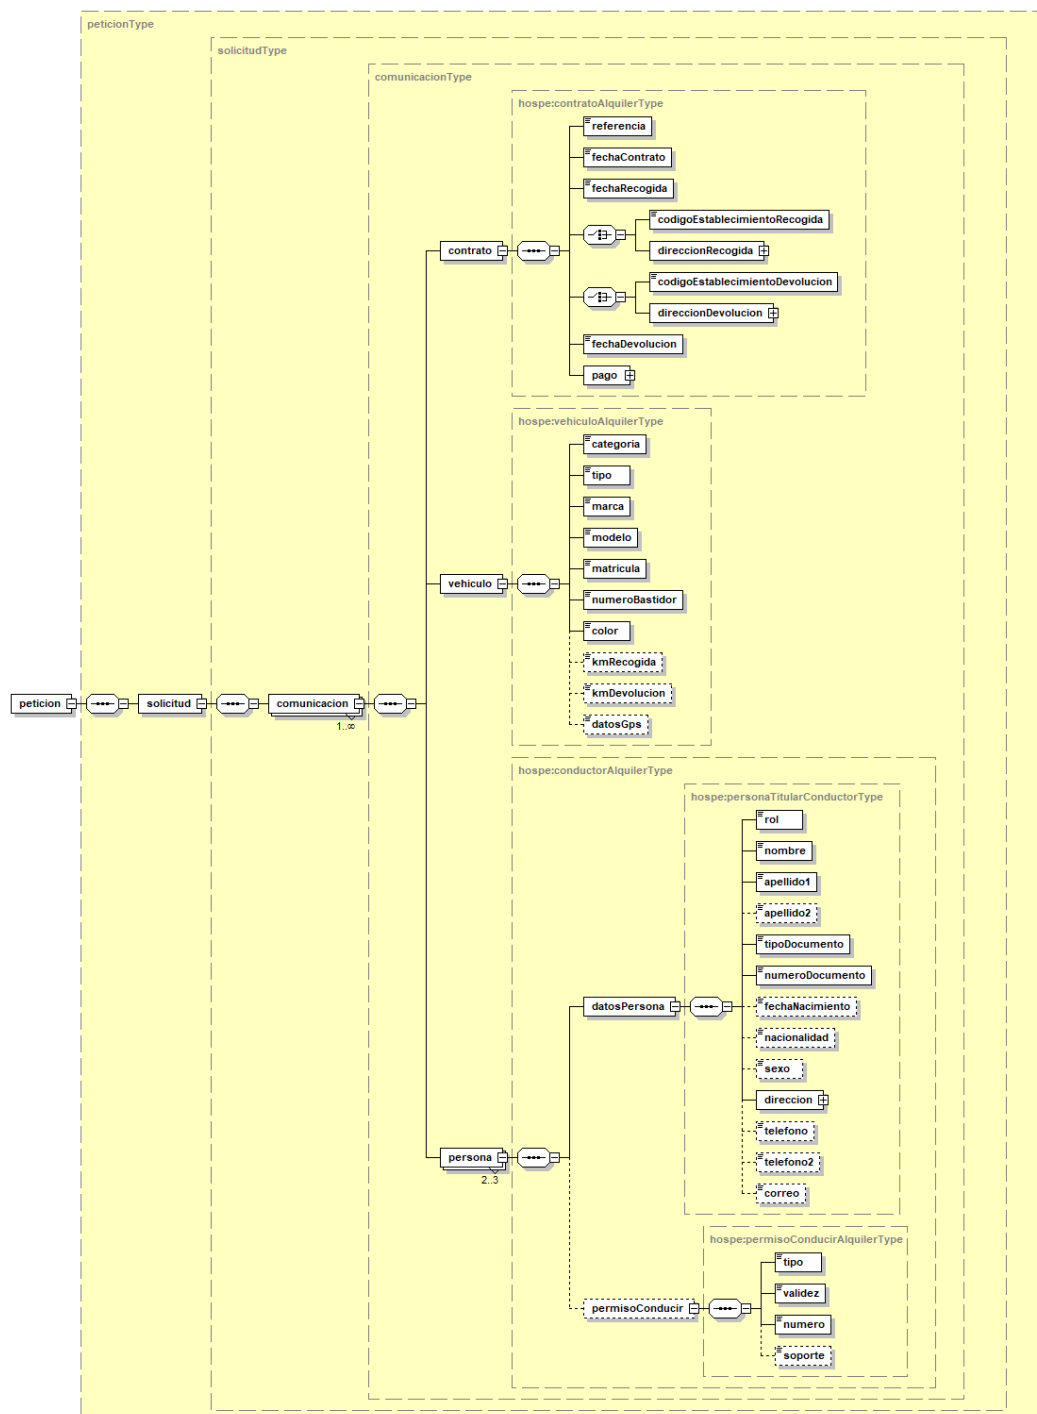 peticionType
solicitudType
comunicacionType
hospe:contratoAlquilerType
referencia
fechaContrato
fechaRecogida
codigoEstablecimientoRecogida
contrato
direccionRecogida
codigoEstablecimientoDevolucion
direccionDevolucion
fechaDevolucion
pago
hospe:vehiculoAlquilerType
categoria
tipo
marca
modelo
matricula
vehiculo
numeroBastidor
color
kmRecogida
kmDevolucion
peticion
solicitud
comunicacion
1..∞
datosGps
hospe:conductorAlquilerType
hospe:personaTitularConductorType
rol
nombre
apellido1
apellido2
tipoDocumento
numeroDocumento
datosPersona
fechaNacimiento
nacionalidad
sexo
direccion
telefono
persona
2..3
telefono2
correo
hospe:permisoConducirAlquilerType
tipo
validez
permisoConducir
numero
soporte